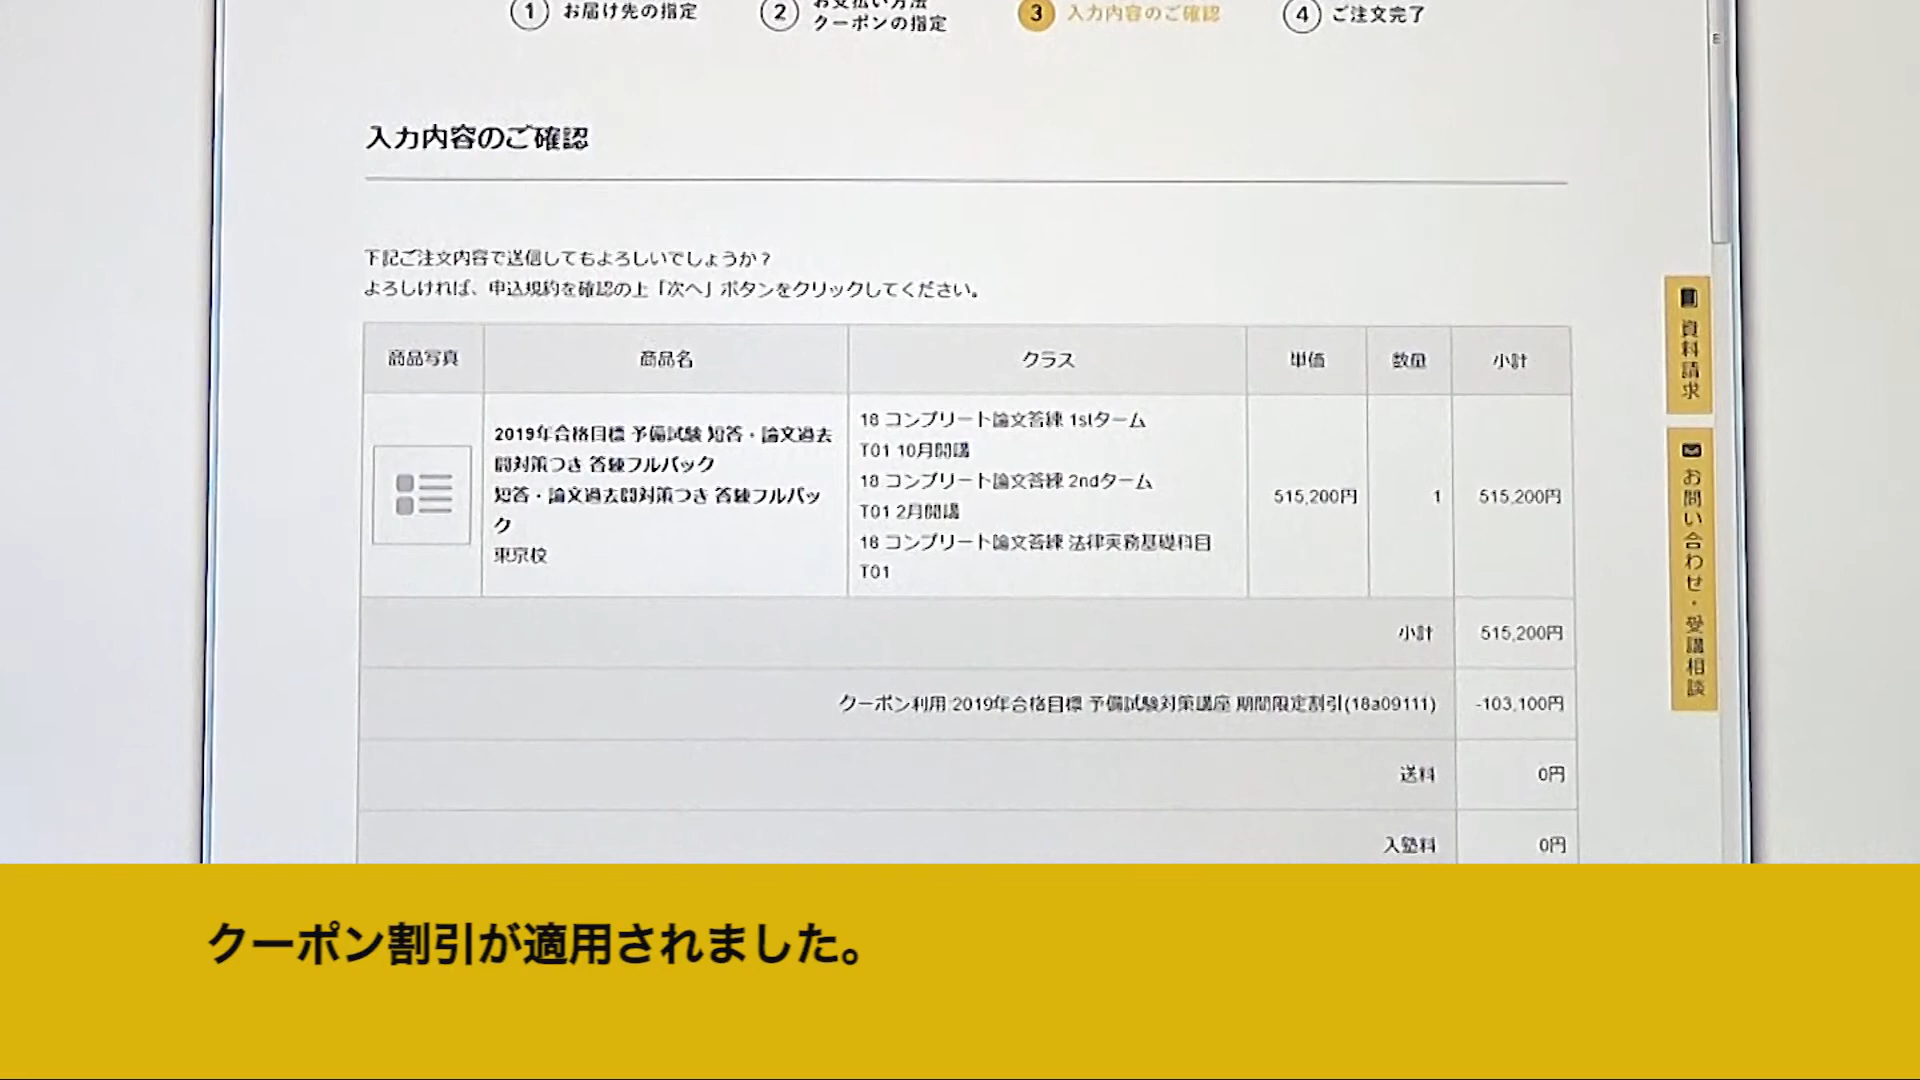 1 お届け先の指定
2 お支払い方法
クーポンの指定
3 入力内容のご確認
4 ご注文完了
入力内容のご確認
下記ご注文内容で送信してもよろしいでしょうか？
よろしければ、申込規約を確認の上「次へ」ボタンをクリックしてください。
商品写真 商品名 クラス 単価 数量 小計
2019年合格目標 予備試験 短答・論文過去
問対策つき 答練フルパック
短答・論文過去問対策つき 答練フルパッ
ク
東京校
18 コンプリート論文答練 1stターム
T01 10月開講
18 コンプリート論文答練 2ndターム
T01 2月開講
18 コンプリート論文答練 法律実務基礎科目
T01
515,200円 1 515,200円
小計 515,200円
クーポン利用:2019年合格目標 予備試験対策講座 期間限定割引(18a09111) -103,100円
送料 0円
入塾料 0円
資料請求
お問い合わせ・受講相談
クーポン割引が適用されました。